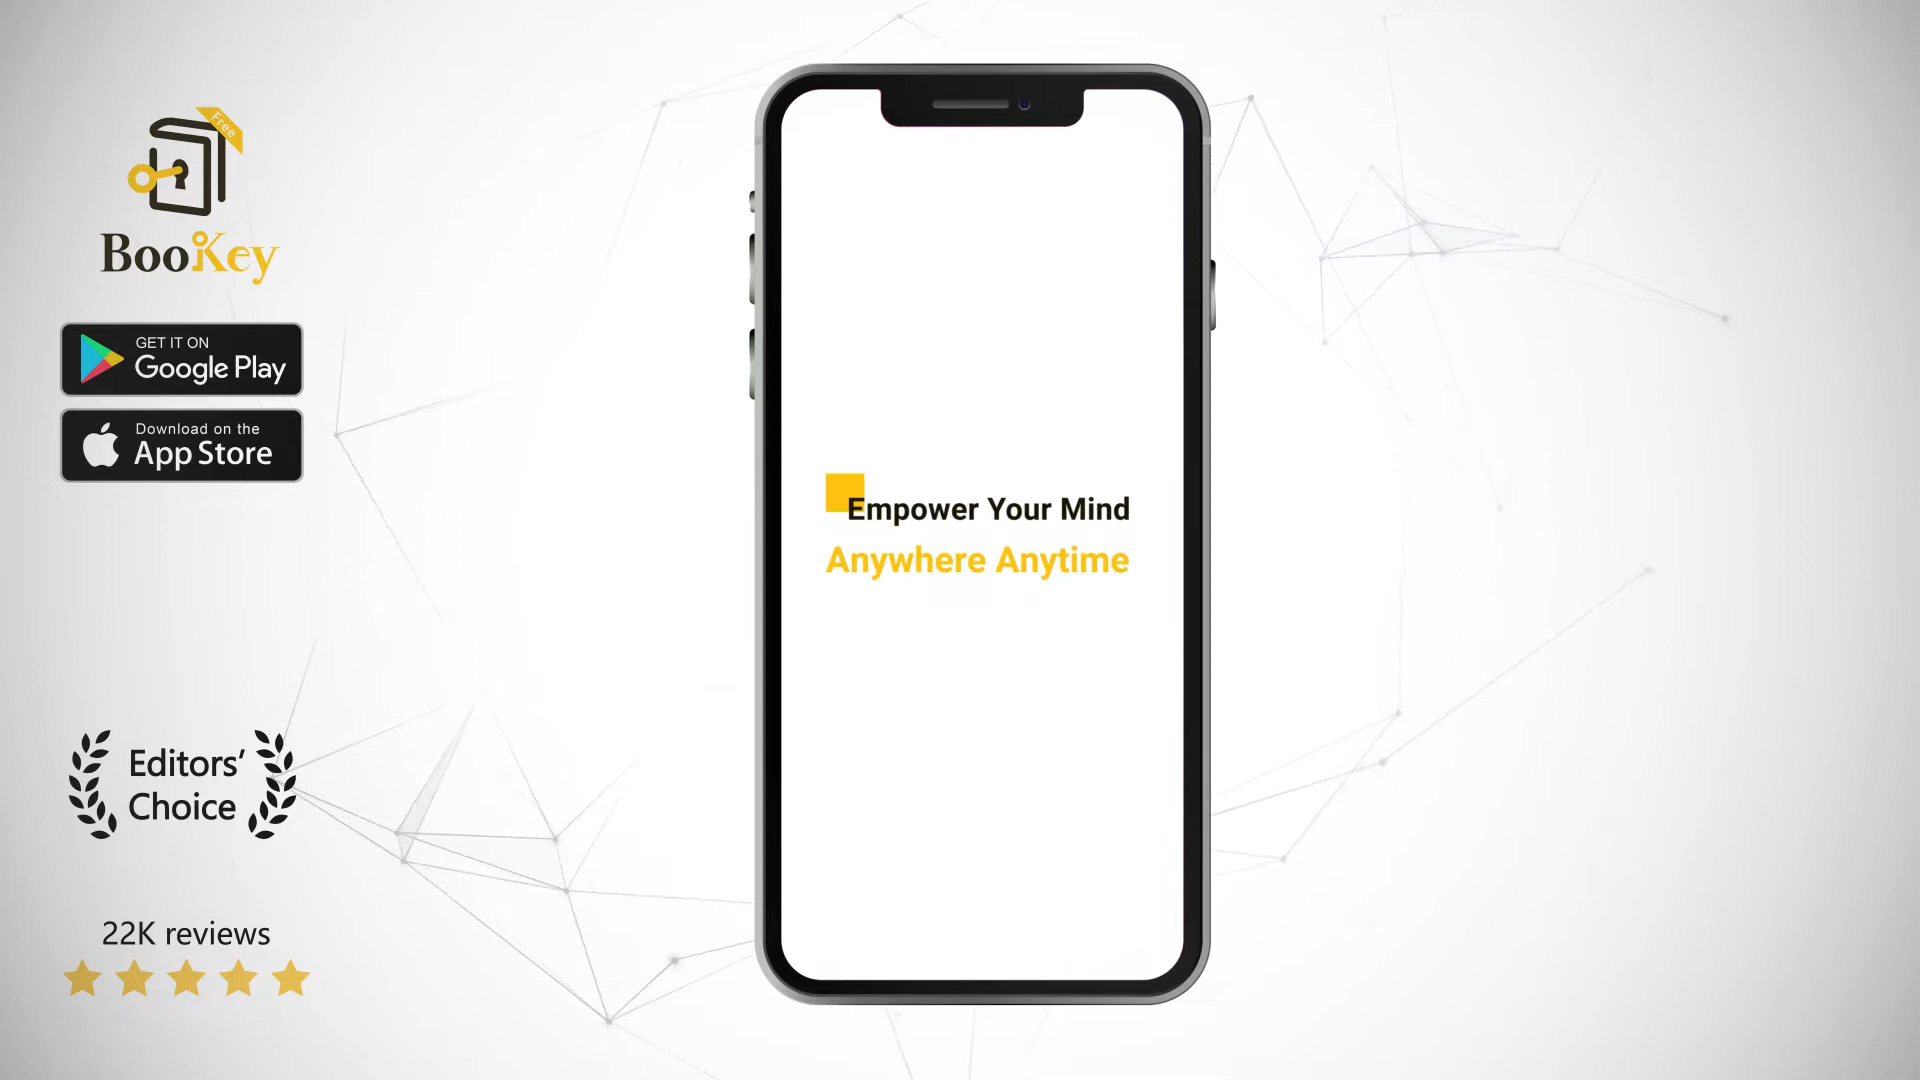 Free
BooKey
GET IT ON
Google Play
Download on the
App Store
Empower Your Mind
Anywhere Anytime
Editors’
Choice
22K reviews